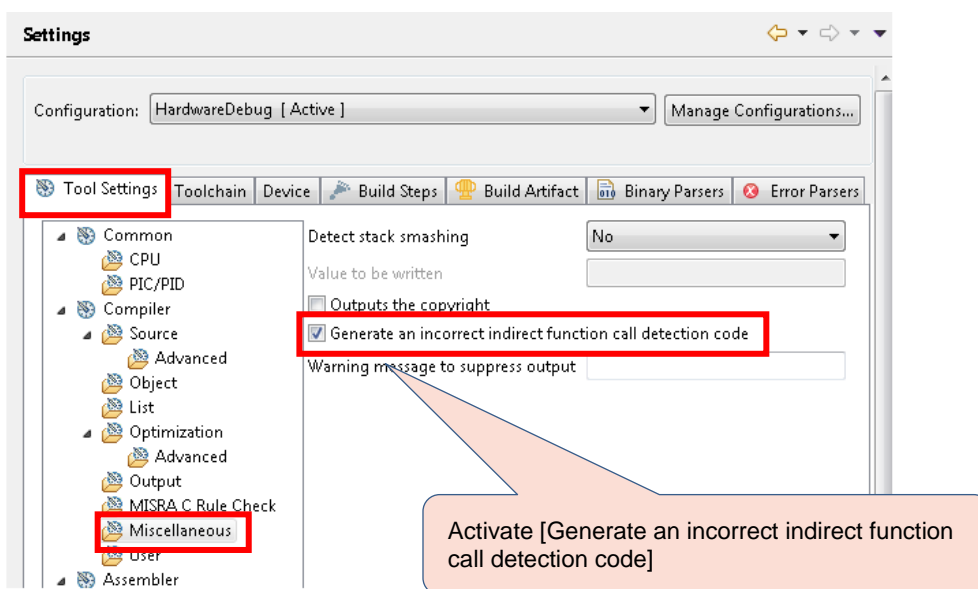 Settings
Configuration: HardwareDebug [ Active ] Manage Configurations...
Tool Settings Toolchain Device Build Steps Build Artifact Binary Parsers Error Parsers
Common
CPU
PIC/PID
Compiler
Source
Advanced
Object
List
Optimization
Advanced
Output
MISRA C Rule Check
Miscellaneous
User
Assembler
Detect stack smashing No
Value to be written
Outputs the copyright
Generate an incorrect indirect function call detection code
Warning message to suppress output
Activate [Generate an incorrect indirect function
call detection code]